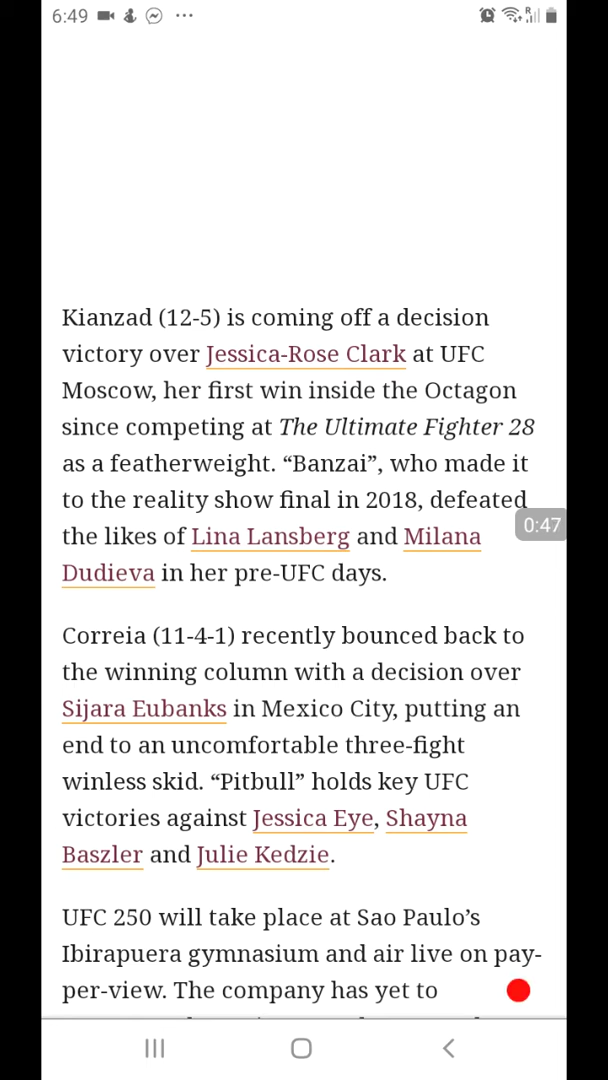 6:49
Kianzad (12-5) is coming off a decision
victory over Jessica-Rose Clark at UFC
Moscow, her first win inside the Octagon
since competing at The Ultimate Fighter 28
as a featherweight. “Banzai”, who made it
to the reality show final in 2018, defeated
the likes of Lina Lansberg and Milana
0:47
Dudieva in her pre-UFC days.
Correia (11-4-1) recently bounced back to
the winning column with a decision over
Sijara Eubanks in Mexico City, putting an
end to an uncomfortable three-fight
winless skid. “Pitbull” holds key UFC
victories against Jessica Eye, Shayna
Baszler and Julie Kedzie.
UFC 250 will take place at Sao Paulo’s
Ibirapuera gymnasium and air live on pay-
per-view. The company has yet to